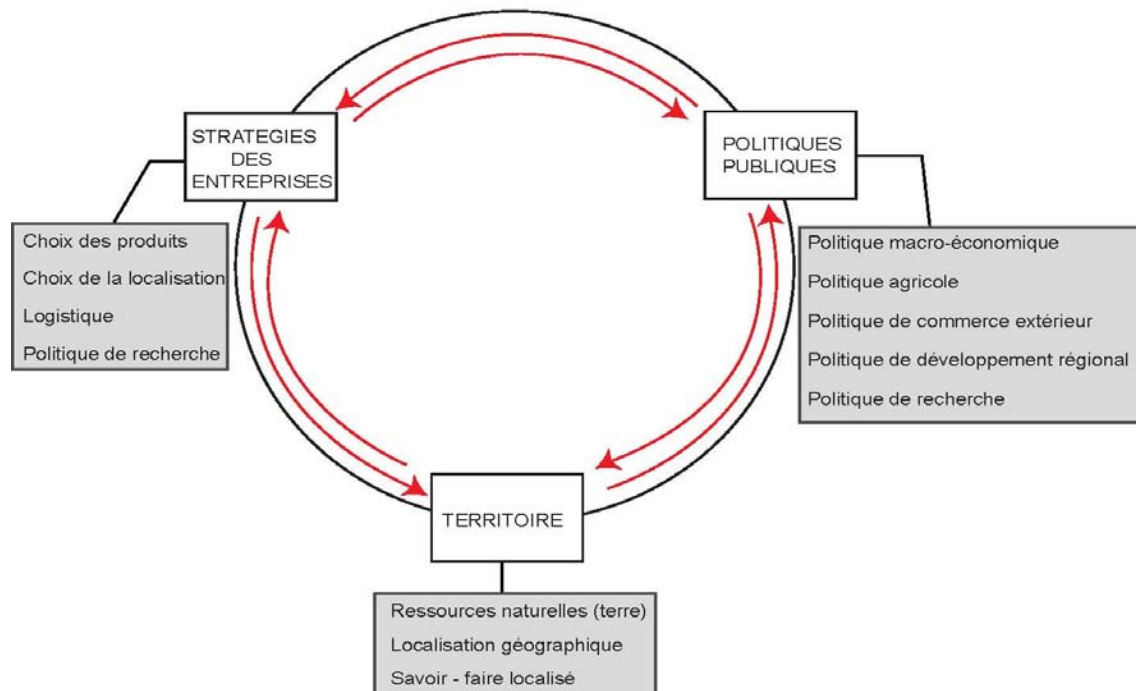 STRATEGIES
DES
ENTREPRISES
POLITIQUES
PUBLIQUES
Choix des produits
Choix de la localisation
Logistique
Politique de recherche
Politique macro-économique
Politique agricole
Politique de commerce extérieur
Politique de développement régional
Politique de recherche
TERRITOIRE
Ressources naturelles (terre)
Localisation géographique
Savoir - faire localisé